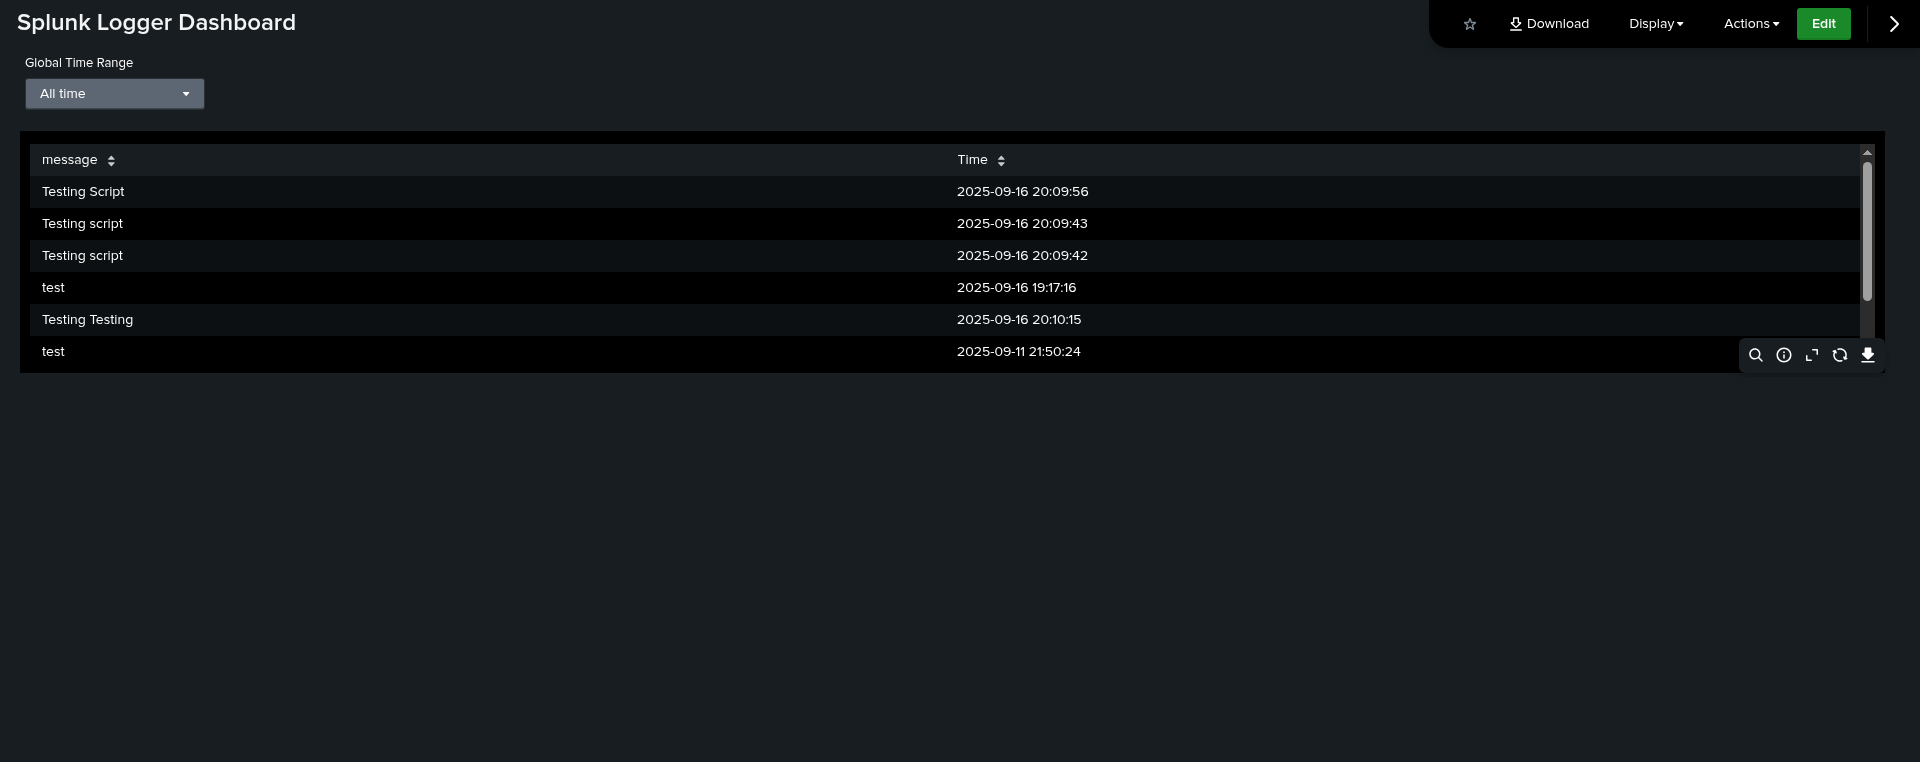 Splunk Logger Dashboard
Download Display Actions Edit
Global Time Range
All time
message Time
Testing Script 2025-09-16 20:09:56
Testing script 2025-09-16 20:09:43
Testing script 2025-09-16 20:09:42
test 2025-09-16 19:17:16
Testing Testing 2025-09-16 20:10:15
test 2025-09-11 21:50:24